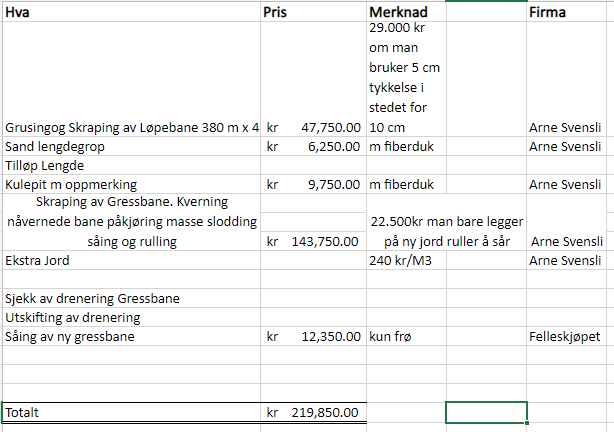 Hva Pris Merknad Firma
29.000 kr
om man
bruker 5 cm
tykkelse i
stedet for
Grusingog Skraping av Løpebane 380 m x 4 kr 47,750.00 10 cm Arne Svensli
Sand lengdegrop kr 6,250.00 m fiberduk Arne Svensli
Tilløp Lengde
Kulepit m oppmerking kr 9,750.00 m fiberduk Arne Svensli
Skraping av Gressbane. Kverning
nåvernede bane påkjøring masse slodding 22.500kr man bare legger
såing og rulling kr 143,750.00 på ny jord ruller å sår Arne Svensli
Ekstra Jord 240 kr/M3 Arne Svensli
Sjekk av drenering Gressbane
Utskifting av drenering
Såing av ny gressbane kr 12,350.00 kun frø Felleskjøpet
Totalt kr 219,850.00